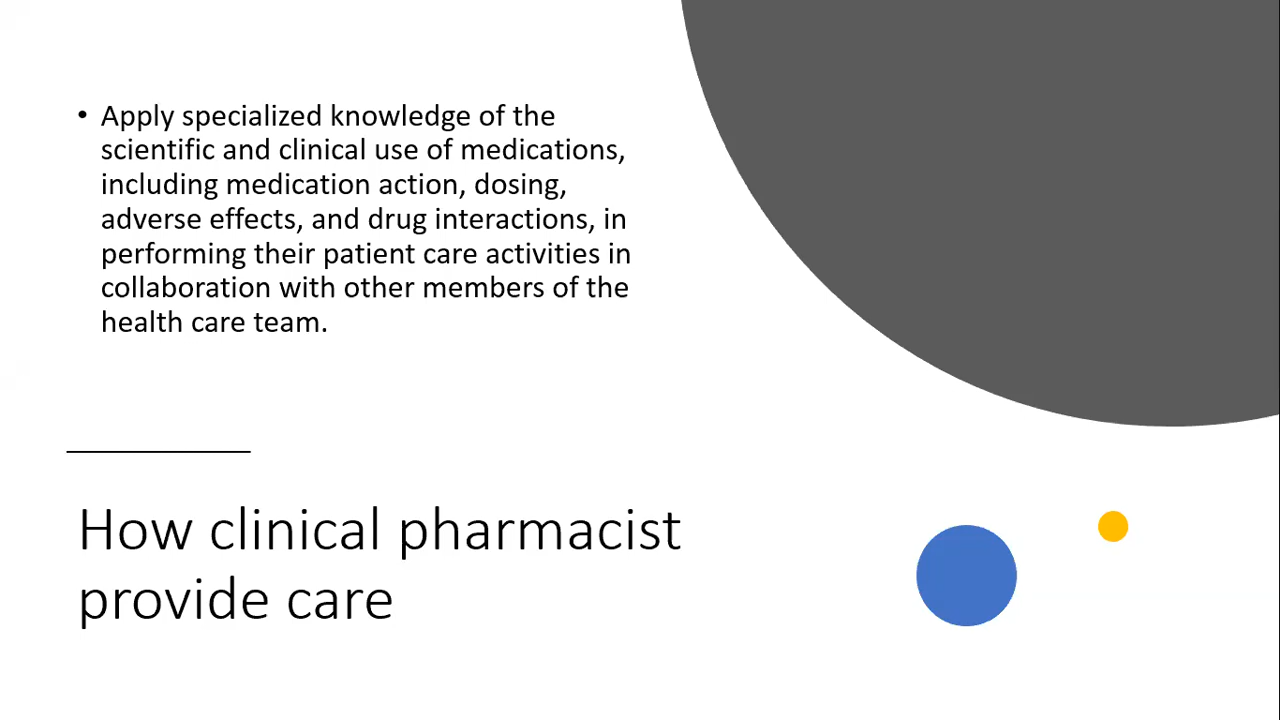 • Apply specialized knowledge of the
scientific and clinical use of medications,
including medication action, dosing,
adverse effects, and drug interactions, in
performing their patient care activities in
collaboration with other members of the
health care team.
How clinical pharmacist
provide care